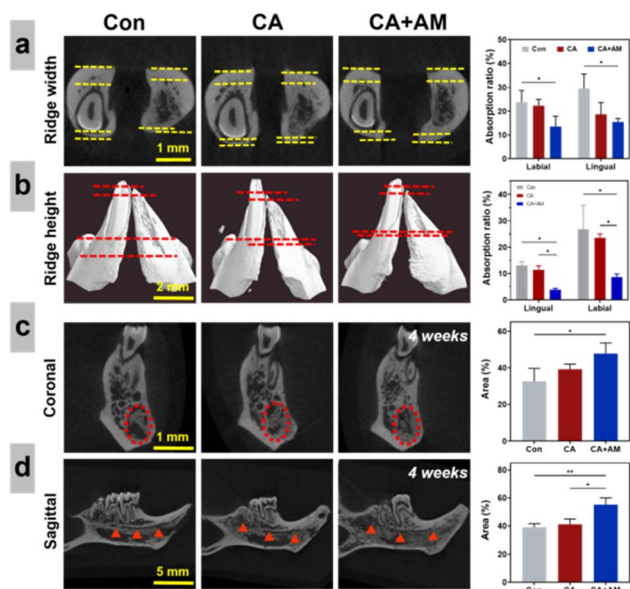 Con CA CA+AM
a
Ridge width
1 mm
Absorption ratio (%)
50
40
30
20
10
0
Con CA CA+AM
*
*
Labial Lingual
b
Ridge height
2 mm
Absorption ratio (%)
50
40
30
20
10
0
Con
CA
CA+AM
*
*
*
*
Lingual Labial
c
Coronal
4 weeks
1 mm
Area (%)
60
40
20
0
*
Con CA CA+AM
d
Sagittal
4 weeks
5 mm
Area (%)
80
60
40
20
0
**
*
Con CA CA+AM